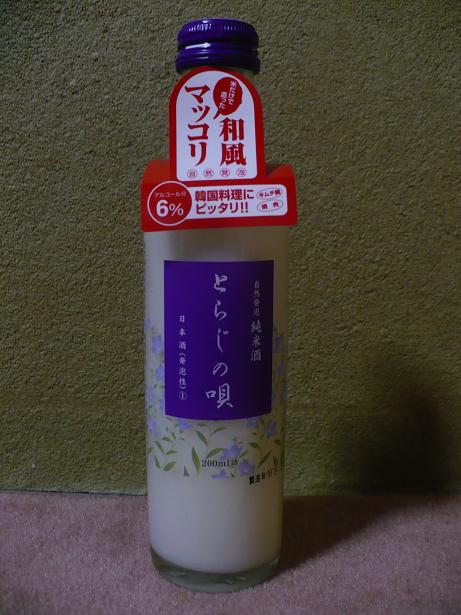 米だけで
造った
和風
マッコリ
自然発泡
アルコール分
6%
韓国料理に
ピッタリ!!
キムチ鍋
焼肉
自然発泡 純米酒
とらじの唄
日本酒(発泡性)①
200ml詰
製造年月